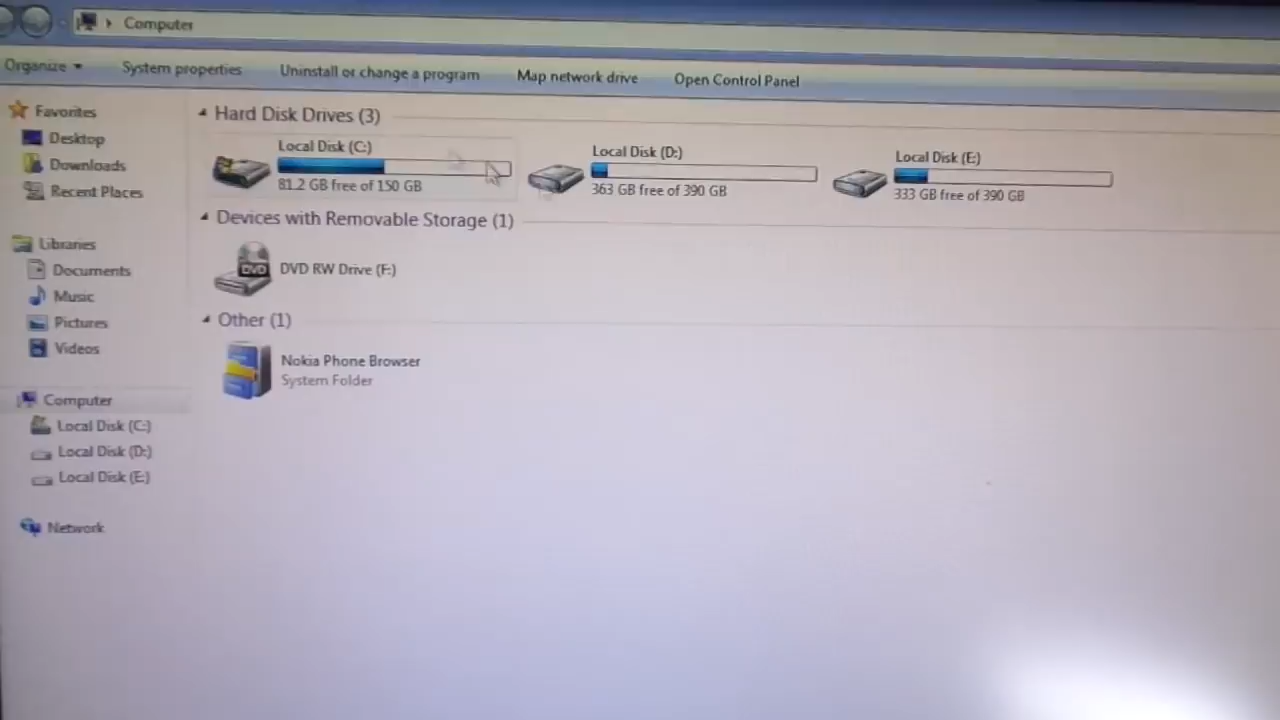 Computer
Organize
System properties
Uninstall or change a program
Map network drive
Open Control Panel
Favorites
Desktop
Downloads
Recent Places
Libraries
Documents
Music
Pictures
Videos
Computer
Local Disk (C:)
Local Disk (D:)
Local Disk (E:)
Network
Hard Disk Drives (3)
Local Disk (C:)
81.2 GB free of 150 GB
Local Disk (D:)
363 GB free of 390 GB
Local Disk (E:)
333 GB free of 390 GB
Devices with Removable Storage (1)
DVD
DVD RW Drive (F:)
Other (1)
Nokia Phone Browser
System Folder